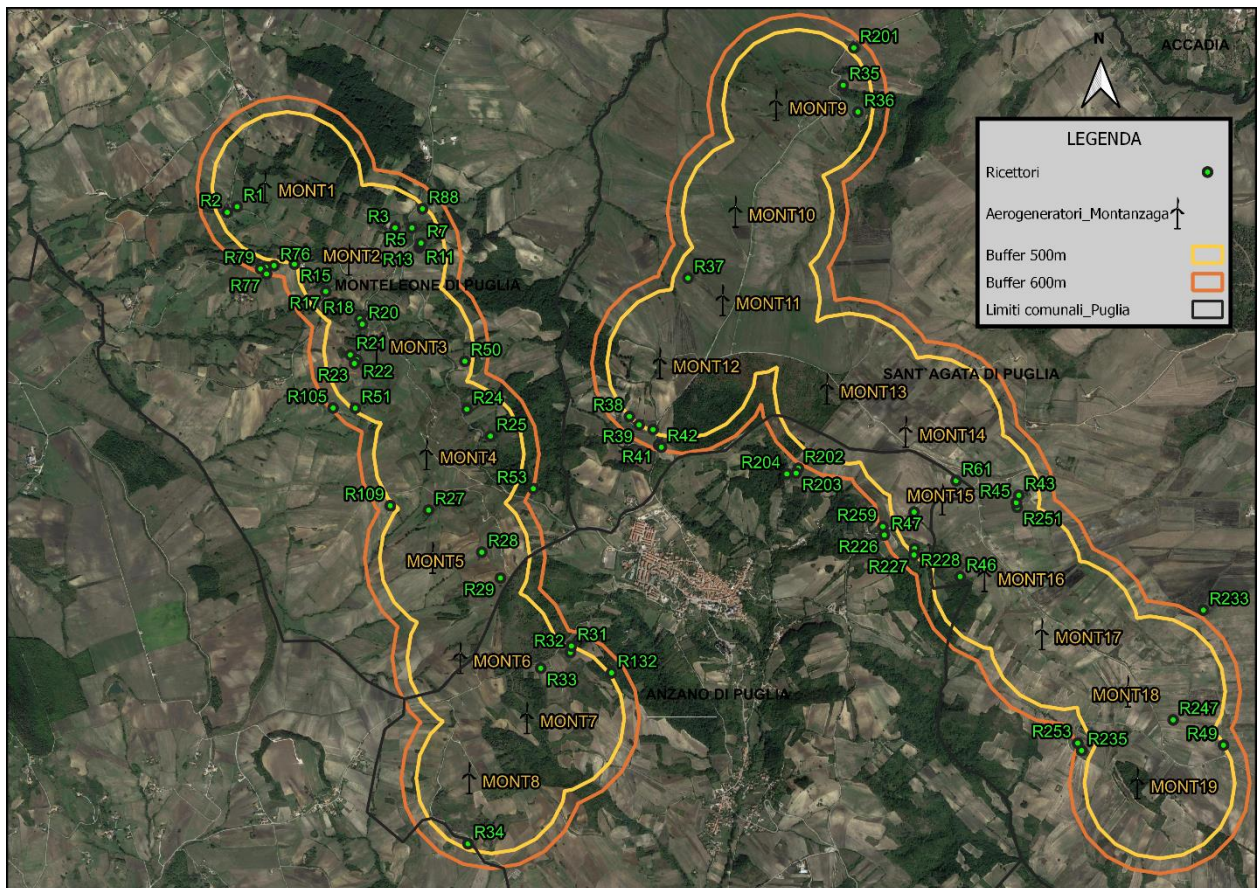 R201
N
ACCADIA
R35
MONT9
R36
LEGENDA
Ricettori
Aerogeneratori_Montanzaga
Buffer 500m
Buffer 600m
Limiti comunali_Puglia
R1
MONT1
R2
R88
R3
R7
R5
R13
R11
MONT10
R79
R76
MONT2
R77
R15
MONTELEONE DI PUGLIA
R37
R17
R18
MONT11
R20
R21
MONT3
R50
R23
R22
MONT12
SANT`AGATA DI PUGLIA
MONT13
R105
R51
R24
R38
R25
R39
R42
MONT14
R41
MONT4
R202
R204
R203
R61
R53
R43
R45
MONT15
R109
R27
R259
R47
R251
R226
R28
MONT5
R227
R228
R46
MONT16
R29
R233
R31
R32
MONT17
MONT6
R33
R132
ANZANO DI PUGLIA
MONT18
R247
MONT7
R253
R235
R49
MONT8
MONT19
R34